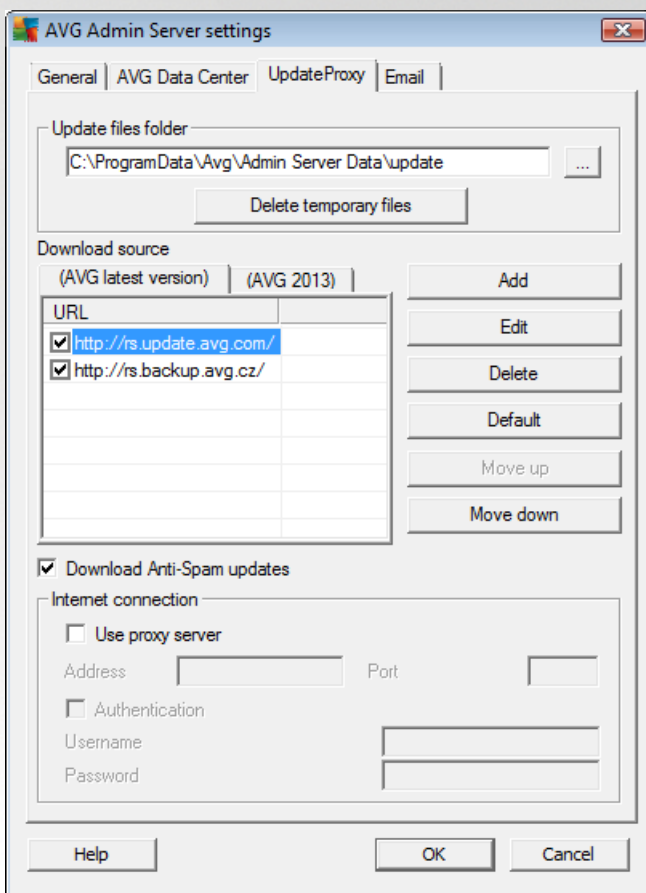 AVG Admin Server settings
General AVG Data Center UpdateProxy Email
Update files folder
C:\ProgramData\Avg\Admin Server Data\update ...
Delete temporary files
Download source
(AVG latest version) (AVG 2013)
URL
http://rs.update.avg.com/
http://rs.backup.avg.cz/
Add
Edit
Delete
Default
Move up
Move down
Download Anti-Spam updates
Internet connection
Use proxy server
Address Port
Authentication
Username
Password
Help OK Cancel